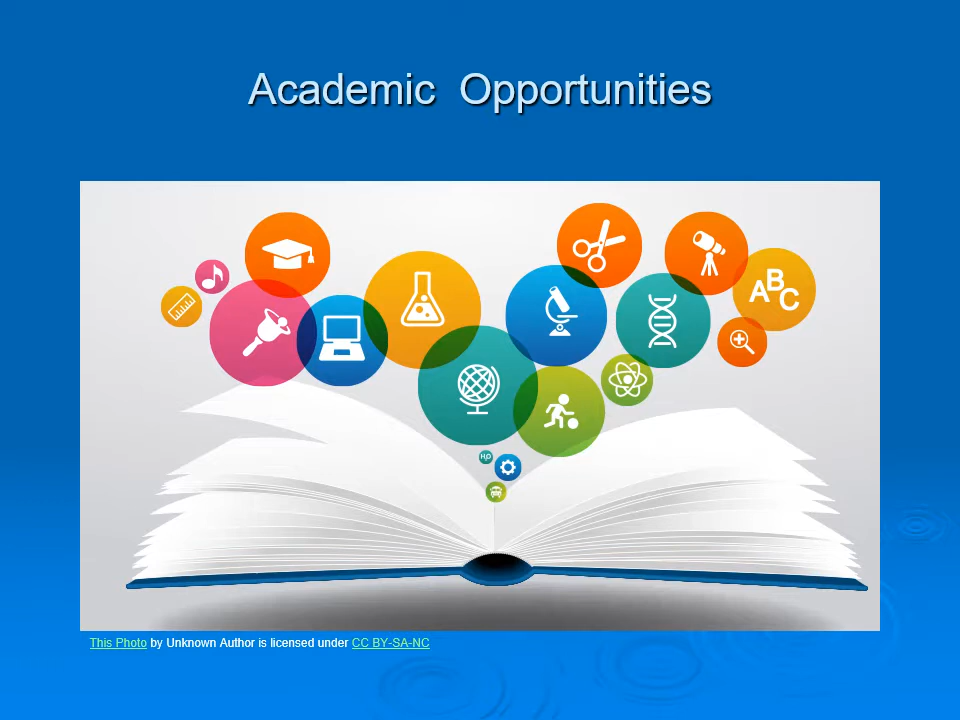 Academic Opportunities
ABC
H₂O
This Photo by Unknown Author is licensed under CC BY-SA-NC